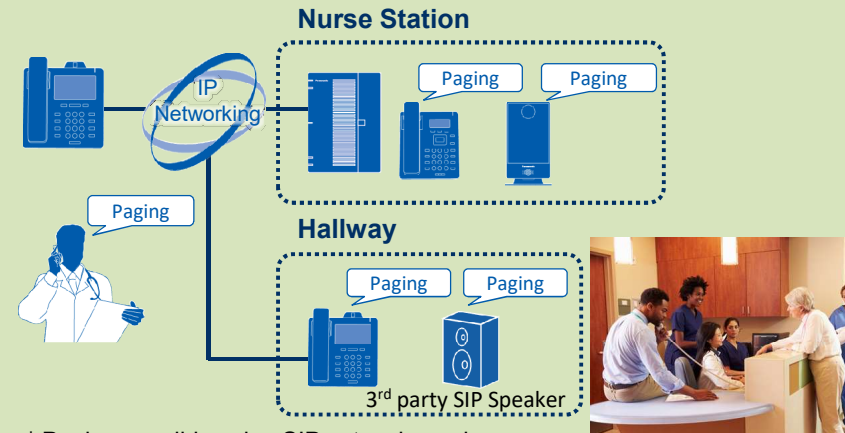 Nurse Station
Paging
Paging
IP
Networking
Paging
Hallway
Paging
Paging
3rd party SIP Speaker